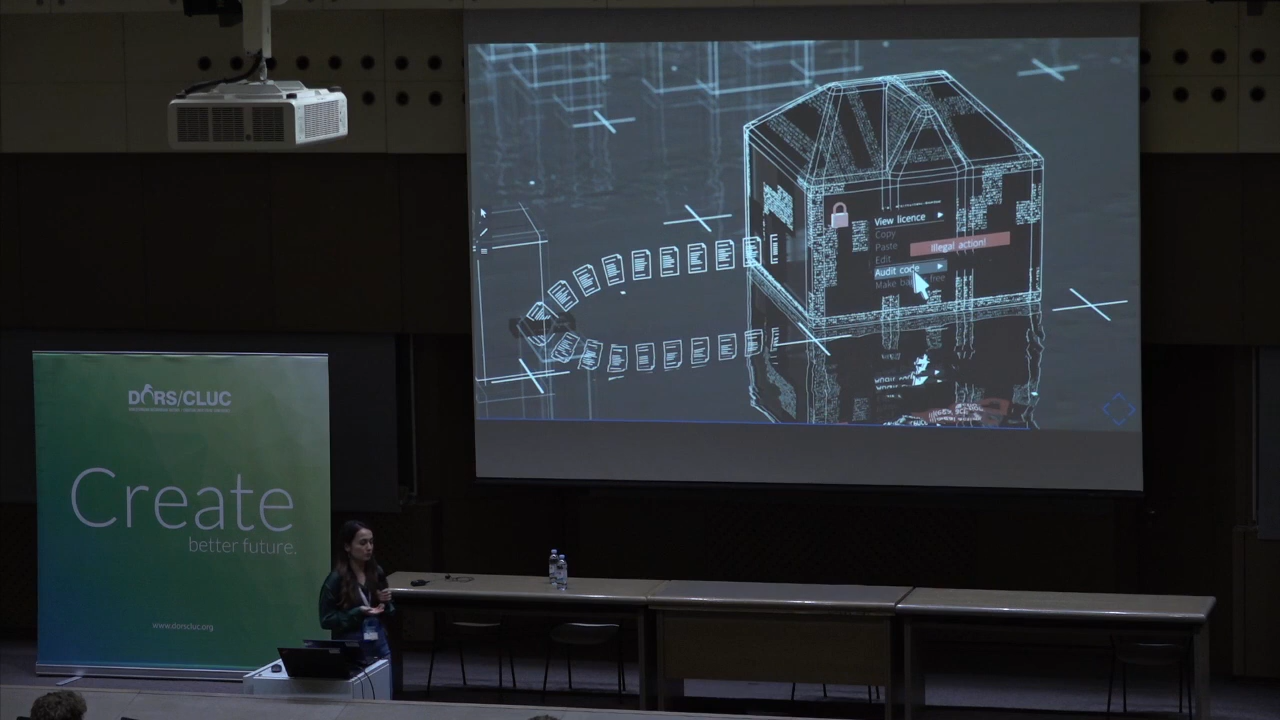 View licence
Copy
Paste
Illegal action!
Edit
Audit code
DORS/CLUC
Create
better future.
www.dorscluc.org